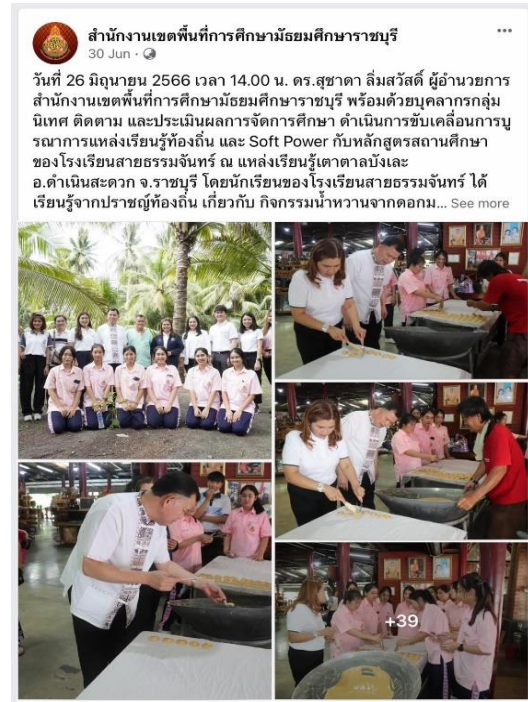 สำนักงานเขตพื้นที่การศึกษามัธยมศึกษาราชบุรี
30 Jun ·
วันที่ 26 มิถุนายน 2566 เวลา 14.00 น. ดร.สุชาดา ลิ่มสวัสดิ์ ผู้อำนวยการ
สำนักงานเขตพื้นที่การศึกษามัธยมศึกษาราชบุรี พร้อมด้วยบุคลากรกลุ่ม
นิเทศ ติดตาม และประเมินผลการจัดการศึกษา ดำเนินการขับเคลื่อนการบู
รณาการแหล่งเรียนรู้ท้องถิ่น และ Soft Power กับหลักสูตรสถานศึกษา
ของโรงเรียนสายธรรมจันทร์ ณ แหล่งเรียนรู้เตาตาลบังเละ
อ.ดำเนินสะดวก จ.ราชบุรี โดยนักเรียนของโรงเรียนสายธรรมจันทร์ ได้
เรียนรู้จากปราชญ์ท้องถิ่น เกี่ยวกับ กิจกรรมน้ำหวานจากดอกม... See more
+39